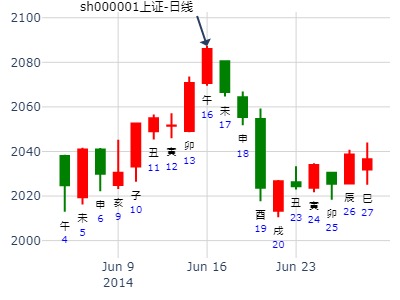 sh000001上证-日线
2100
2080
2060
2040
2020
2000
午
4
未
5
申
6
亥
9
子
10
丑
11
寅
12
卯
13
午
16
未
17
申
18
酉
19
戌
20
丑
23
寅
24
卯
25
辰
26
巳
27
Jun 9
2014
Jun 16
Jun 23